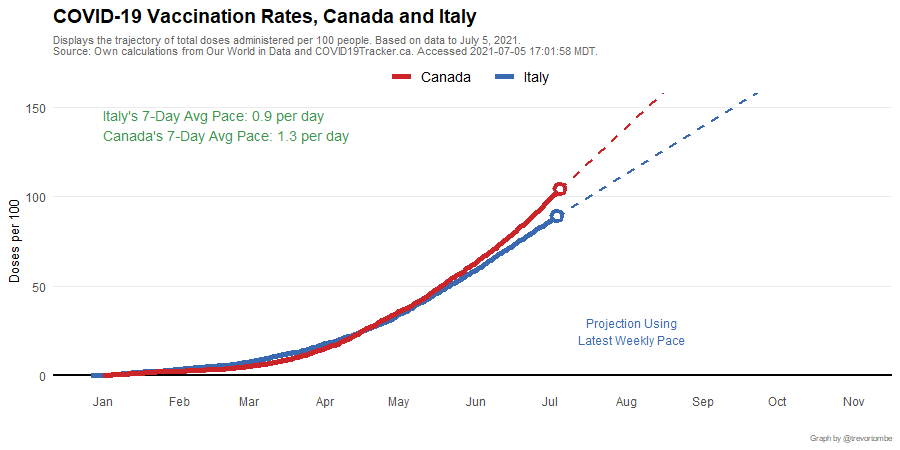 COVID-19 Vaccination Rates, Canada and Italy
Displays the trajectory of total doses administered per 100 people. Based on data to July 5, 2021.
Source: Own calculations from Our World in Data and COVID19Tracker.ca. Accessed 2021-07-05 17:01:58 MDT.
Canada Italy
Italy's 7-Day Avg Pace: 0.9 per day
Canada's 7-Day Avg Pace: 1.3 per day
Doses per 100
150
100
50
0
Projection Using
Latest Weekly Pace
Jan Feb Mar Apr May Jun Jul Aug Sep Oct Nov
Graph by @trevortombe